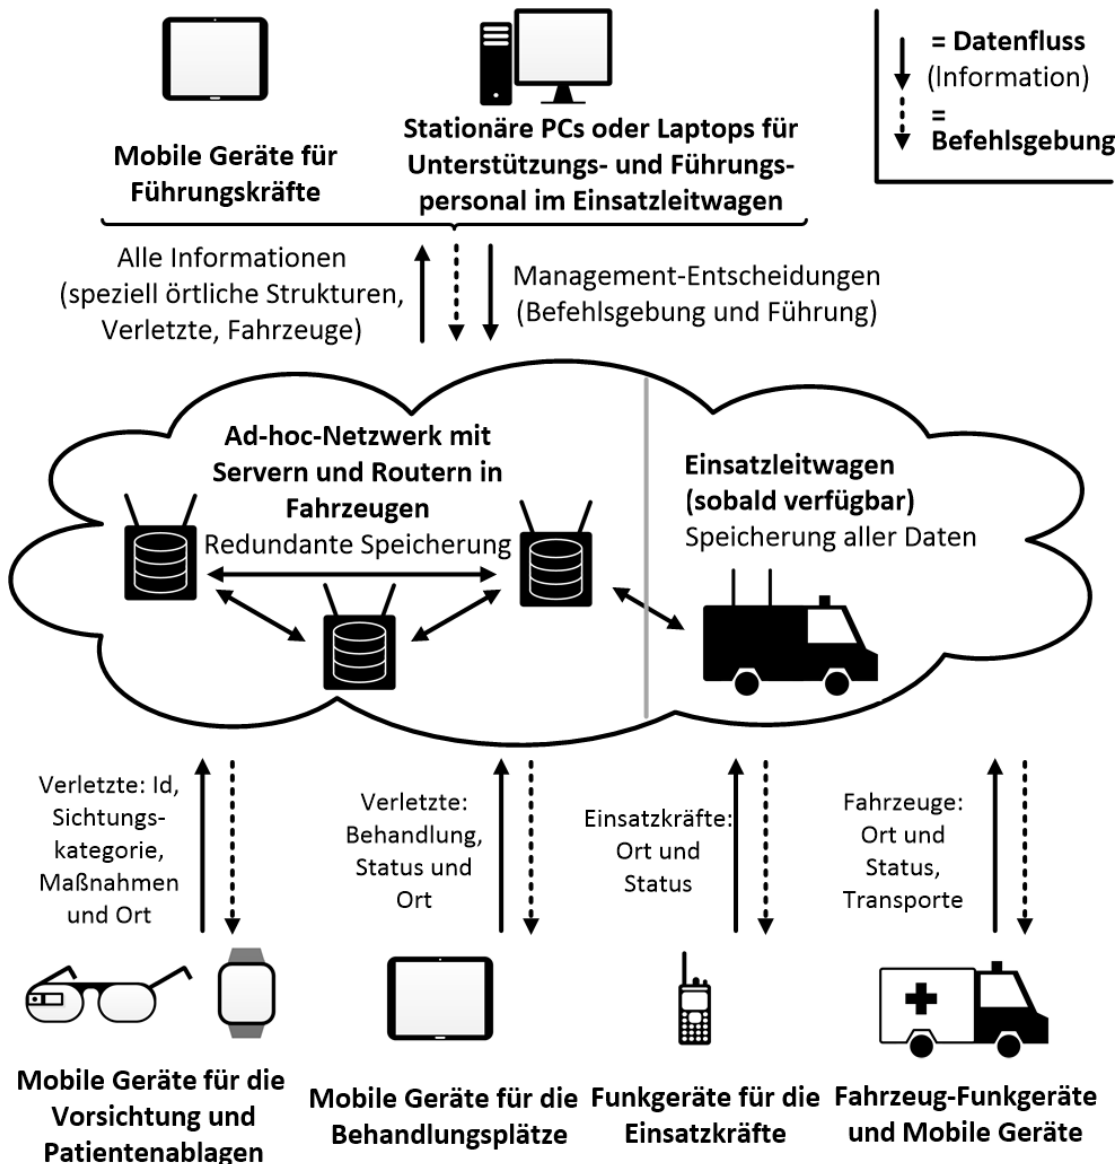 Mobile Geräte für
Führungskräfte
Stationäre PCs oder Laptops für
Unterstützungs- und Führungs-
personal im Einsatzleitwagen
= Datenfluss
(Information)
=
Befehlsgebung
Alle Informationen
(speziell örtliche Strukturen,
Verletzte, Fahrzeuge)
Management-Entscheidungen
(Befehlsgebung und Führung)
Ad-hoc-Netzwerk mit
Servern und Routern in
Fahrzeugen
Redundante Speicherung
Einsatzleitwagen
(sobald verfügbar)
Speicherung aller Daten
Verletzte: Id,
Sichtungs-
kategorie,
Maßnahmen
und Ort
Verletzte:
Behandlung,
Status und
Ort
Einsatzkräfte:
Ort und
Status
Fahrzeuge:
Ort und
Status,
Transporte
Mobile Geräte für die
Vorsichtung und
Patientenablagen
Mobile Geräte für die
Behandlungsplätze
Funkgeräte für die
Einsatzkräfte
Fahrzeug-Funkgeräte
und Mobile Geräte